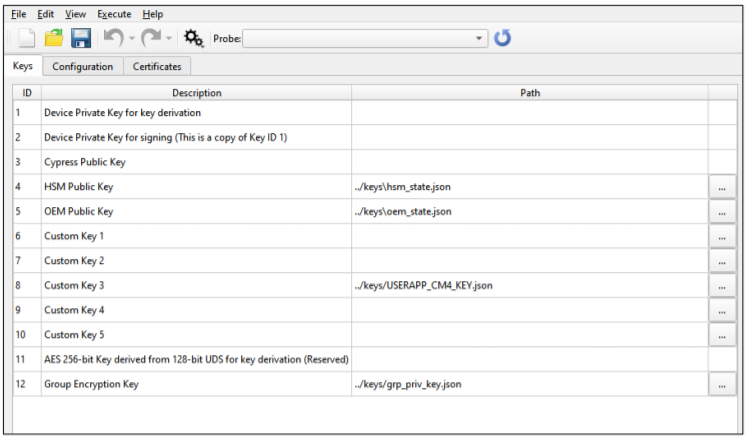 File Edit View Execute Help
Probe:
Keys Configuration Certificates
ID Description Path
1 Device Private Key for key derivation
2 Device Private Key for signing (This is a copy of Key ID 1)
3 Cypress Public Key
4 HSM Public Key ../keys\hsm_state.json ...
5 OEM Public Key ../keys\oem_state.json ...
6 Custom Key 1 ...
7 Custom Key 2 ...
8 Custom Key 3 ../keys/USERAPP_CM4_KEY.json ...
9 Custom Key 4 ...
10 Custom Key 5 ...
11 AES 256-bit Key derived from 128-bit UDS for key derivation (Reserved)
12 Group Encryption Key ../keys/grp_priv_key.json ...